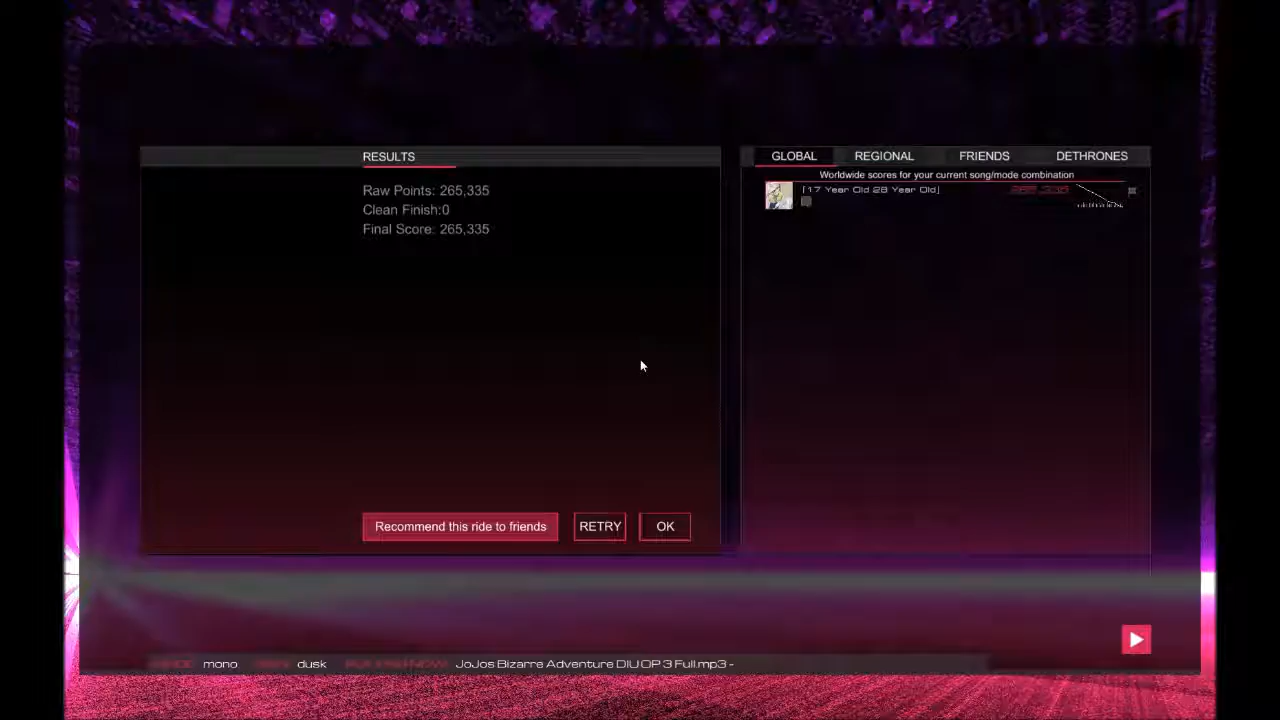 RESULTS
Raw Points: 265,335
Clean Finish:0
Final Score: 265,335
Recommend this ride to friends
RETRY
OK
GLOBAL REGIONAL FRIENDS DETHRONES
Worldwide scores for your current song/mode combination
[17 Year Old 28 Year Old] 265,335
mono dusk JoJos Bizarre Adventure DIU OP 3 Full.mp3 -